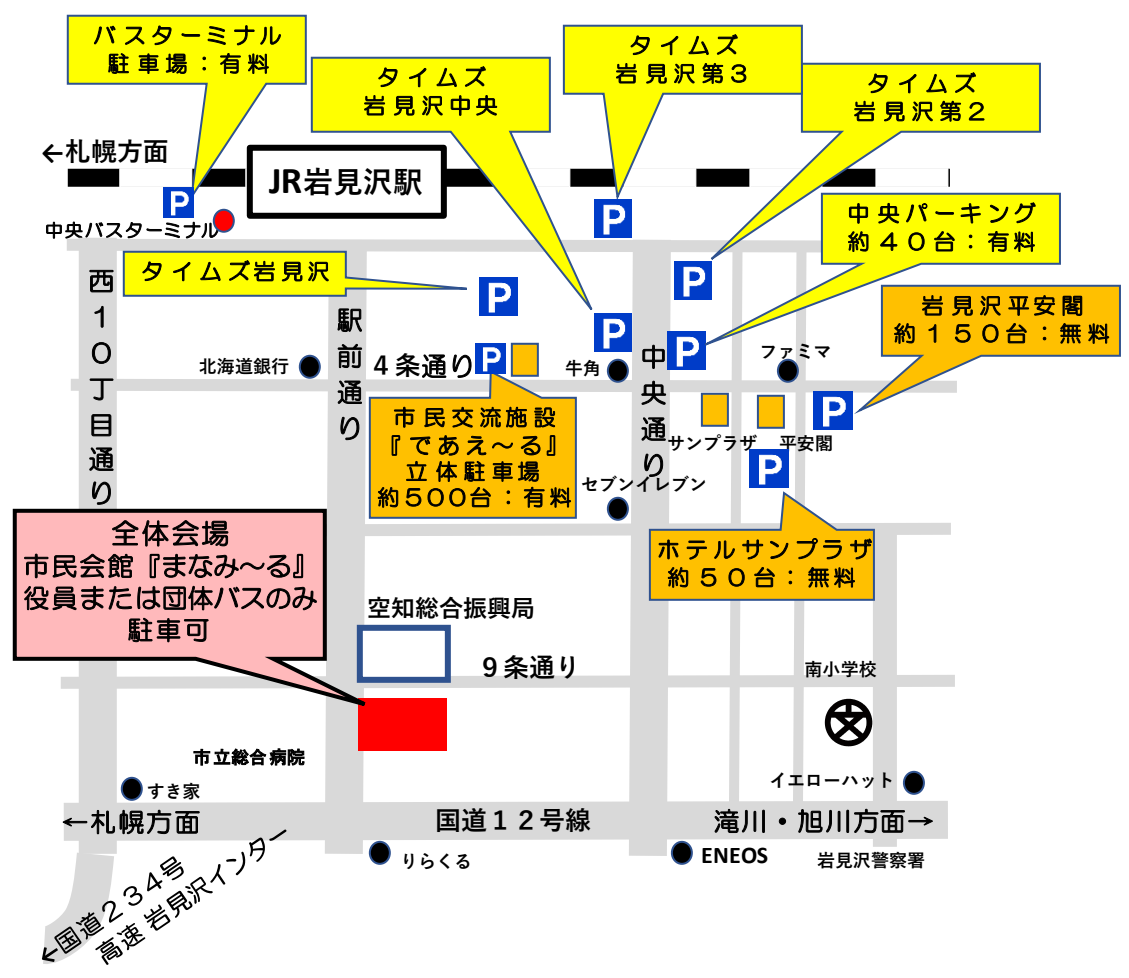 バスターミナル
駐車場：有料
タイムズ
岩見沢中央
タイムズ
岩見沢第３
タイムズ
岩見沢第２
←札幌方面
JR岩見沢駅
P
中央バスターミナル
P
中央パーキング
約４０台：有料
西１０丁目通り
タイムズ岩見沢
P
P
P
岩見沢平安閣
約１５０台：無料
駅前通り
北海道銀行
４条通り
P
牛角
中央通り
P
ファミマ
市民交流施設
『であえ～る』
立体駐車場
約５００台：有料
サンプラザ
平安閣
P
P
セブンイレブン
ホテルサンプラザ
約５０台：無料
全体会場
市民会館『まなみ～る』
役員または団体バスのみ
駐車可
空知総合振興局
９条通り
南小学校
文
市立総合病院
すき家
イエローハット
←札幌方面
国道１２号線
滝川・旭川方面→
りらくる
ENEOS
岩見沢警察署
←国道２３４号
高速 岩見沢インター